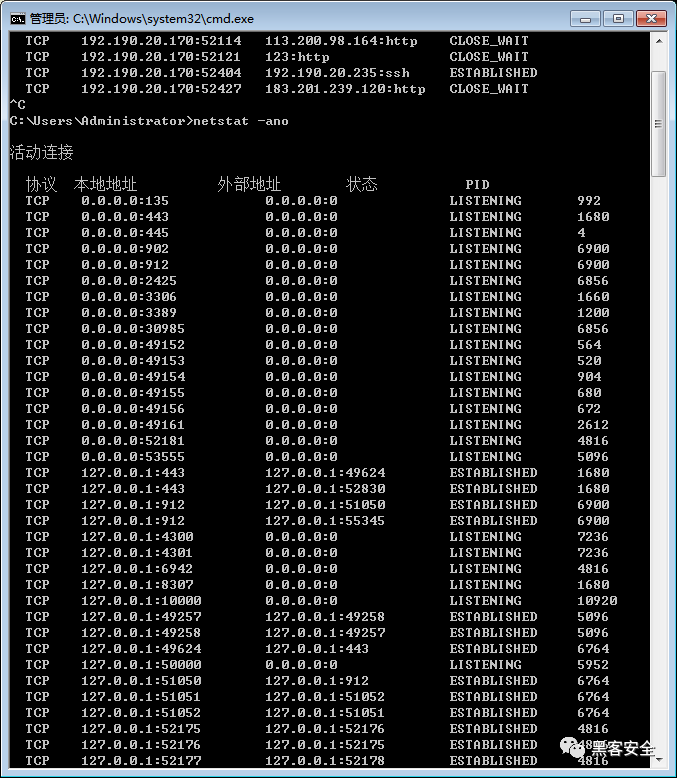 管理员: C:\Windows\system32\cmd.exe
TCP 192.190.20.170:52114 113.200.98.164:http CLOSE_WAIT
TCP 192.190.20.170:52121 123:http CLOSE_WAIT
TCP 192.190.20.170:52404 192.190.20.235:ssh ESTABLISHED
TCP 192.190.20.170:52427 183.201.239.120:http CLOSE_WAIT
^C
C:\Users\Administrator>netstat -ano
活动连接
协议 本地地址 外部地址 状态 PID
TCP 0.0.0.0:135 0.0.0.0:0 LISTENING 992
TCP 0.0.0.0:443 0.0.0.0:0 LISTENING 1680
TCP 0.0.0.0:445 0.0.0.0:0 LISTENING 4
TCP 0.0.0.0:902 0.0.0.0:0 LISTENING 6900
TCP 0.0.0.0:912 0.0.0.0:0 LISTENING 6900
TCP 0.0.0.0:2425 0.0.0.0:0 LISTENING 6856
TCP 0.0.0.0:3306 0.0.0.0:0 LISTENING 1660
TCP 0.0.0.0:3389 0.0.0.0:0 LISTENING 1200
TCP 0.0.0.0:30985 0.0.0.0:0 LISTENING 6856
TCP 0.0.0.0:49152 0.0.0.0:0 LISTENING 564
TCP 0.0.0.0:49153 0.0.0.0:0 LISTENING 520
TCP 0.0.0.0:49154 0.0.0.0:0 LISTENING 904
TCP 0.0.0.0:49155 0.0.0.0:0 LISTENING 680
TCP 0.0.0.0:49156 0.0.0.0:0 LISTENING 672
TCP 0.0.0.0:49161 0.0.0.0:0 LISTENING 2612
TCP 0.0.0.0:52181 0.0.0.0:0 LISTENING 4816
TCP 0.0.0.0:53555 0.0.0.0:0 LISTENING 5096
TCP 127.0.0.1:443 127.0.0.1:49624 ESTABLISHED 1680
TCP 127.0.0.1:443 127.0.0.1:52830 ESTABLISHED 1680
TCP 127.0.0.1:912 127.0.0.1:51050 ESTABLISHED 6900
TCP 127.0.0.1:912 127.0.0.1:55345 ESTABLISHED 6900
TCP 127.0.0.1:4300 0.0.0.0:0 LISTENING 7236
TCP 127.0.0.1:4301 0.0.0.0:0 LISTENING 7236
TCP 127.0.0.1:6942 0.0.0.0:0 LISTENING 4816
TCP 127.0.0.1:8307 0.0.0.0:0 LISTENING 1680
TCP 127.0.0.1:10000 0.0.0.0:0 LISTENING 10920
TCP 127.0.0.1:49257 127.0.0.1:49258 ESTABLISHED 5096
TCP 127.0.0.1:49258 127.0.0.1:49257 ESTABLISHED 5096
TCP 127.0.0.1:49624 127.0.0.1:443 ESTABLISHED 6764
TCP 127.0.0.1:50000 0.0.0.0:0 LISTENING 5952
TCP 127.0.0.1:51050 127.0.0.1:912 ESTABLISHED 6764
TCP 127.0.0.1:51051 127.0.0.1:51052 ESTABLISHED 6764
TCP 127.0.0.1:51052 127.0.0.1:51051 ESTABLISHED 6764
TCP 127.0.0.1:52175 127.0.0.1:52176 ESTABLISHED 4816
TCP 127.0.0.1:52176 127.0.0.1:52175 ESTABLISHED
黑客安全
TCP 127.0.0.1:52177 127.0.0.1:52178 ESTABLISHED 4816